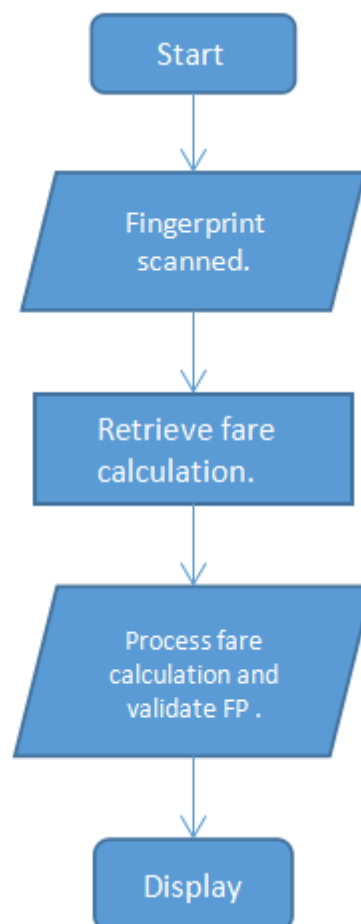 Start
Fingerprint
scanned.
Retrieve fare
calculation.
Process fare
calculation and
validate FP .
Display